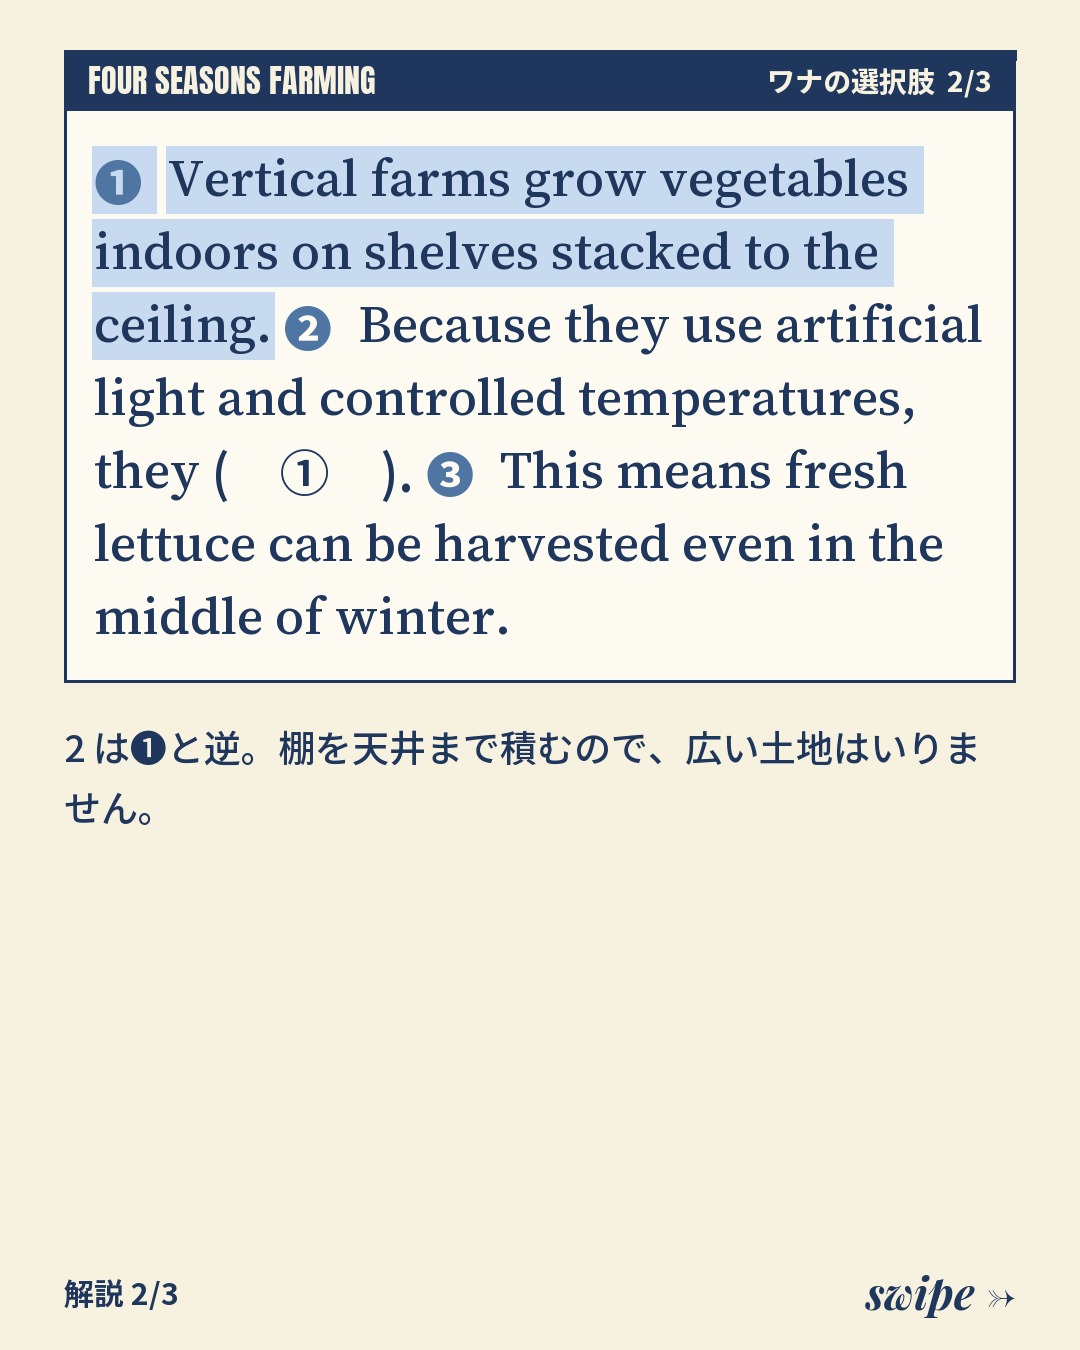 FOUR SEASONS FARMING
ワナの選択肢 2/3
❶ Vertical farms grow vegetables
indoors on shelves stacked to the
ceiling. ❷ Because they use artificial
light and controlled temperatures,
they ( ① ). ❸ This means fresh
lettuce can be harvested even in the
middle of winter.
2 は❶と逆。棚を天井まで積むので、広い土地はいりま
せん。
解説 2/3
swipe